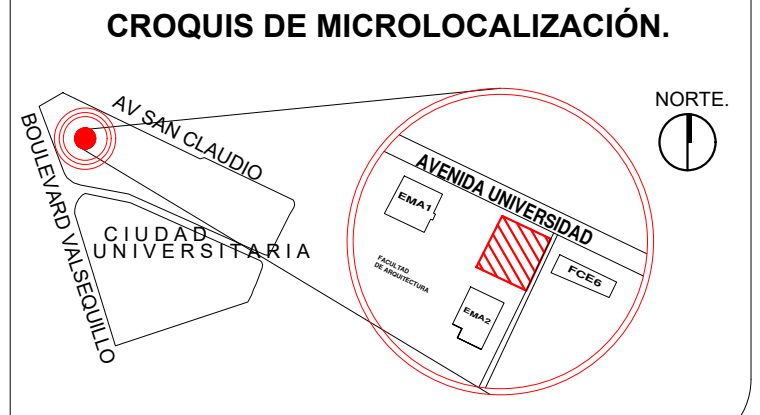 CROQUIS DE MICROLOCALIZACIÓN.
AV SAN CLAUDIO
BOULEVARD VALSEQUILLO
CIUDAD
UNIVERSITARIA
AVENIDA UNIVERSIDAD
EMA1
FACULTAD
DE ARQUITECTURA
EMA2
FCE6
NORTE.